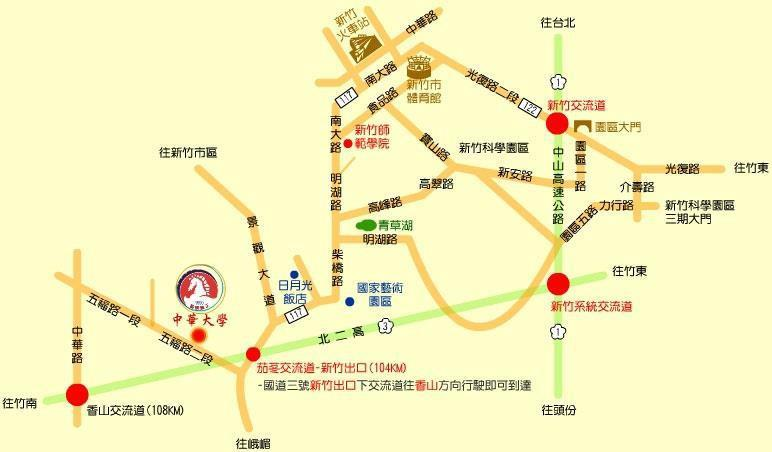 新竹
火車站
中華路
往台北
1
南大路
117
食品路
新竹市
體育館
光復路二段
122
新竹交流道
園區大門
南大路
新竹師
範學院
寶山路
新竹科學園區
中山高速公路
園區一路
光復路
往竹東
往新竹市區
明湖路
高翠路
新安路
介壽路
高峰路
力行路
新竹科學園區
三期大門
園區五路
青草湖
明湖路
景觀大道
柴橋路
日月光
飯店
國家藝術
園區
往竹東
新竹系統交流道
五福路一段
中華大學
117
北二高
3
1
中華路
五福路二段
茄苳交流道-新竹出口(104KM)
-國道三號新竹出口下交流道往香山方向行駛即可到達
往竹南
香山交流道(108KM)
往頭份
往峨嵋